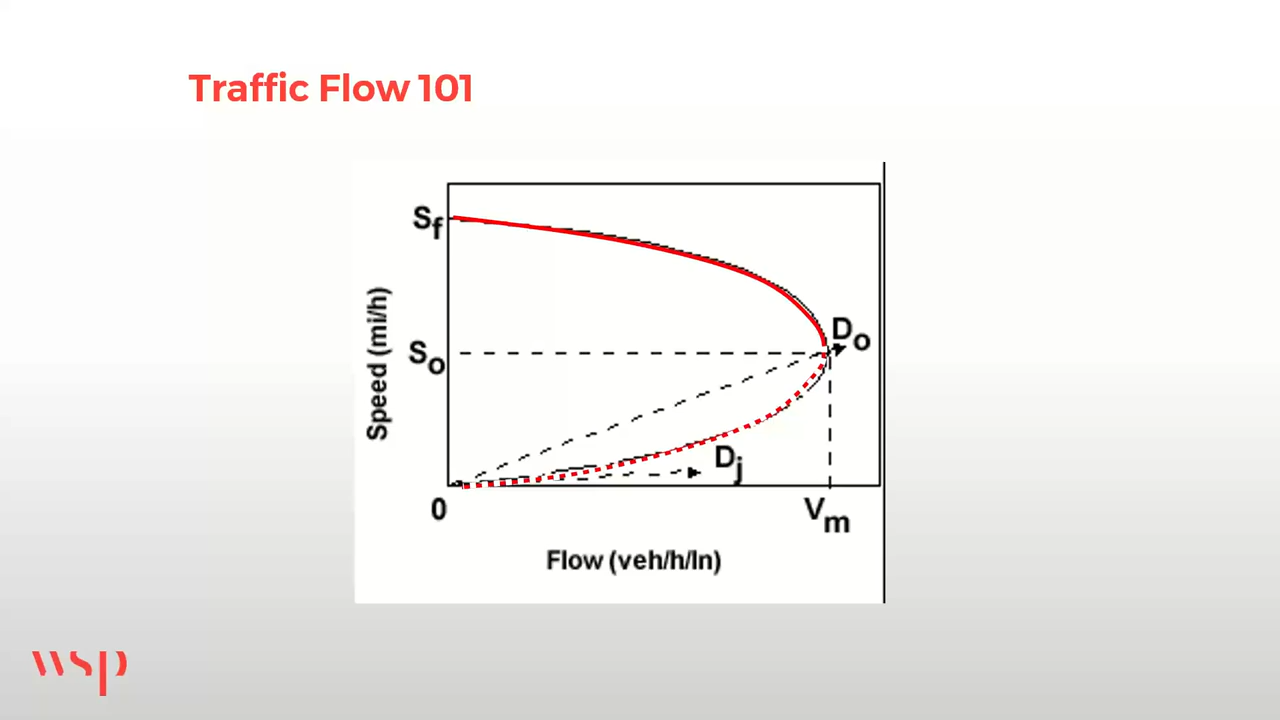 Traffic Flow 101
Sf
Do
So
Speed (mi/h)
Dj
0
Vm
Flow (veh/h/ln)
wsp